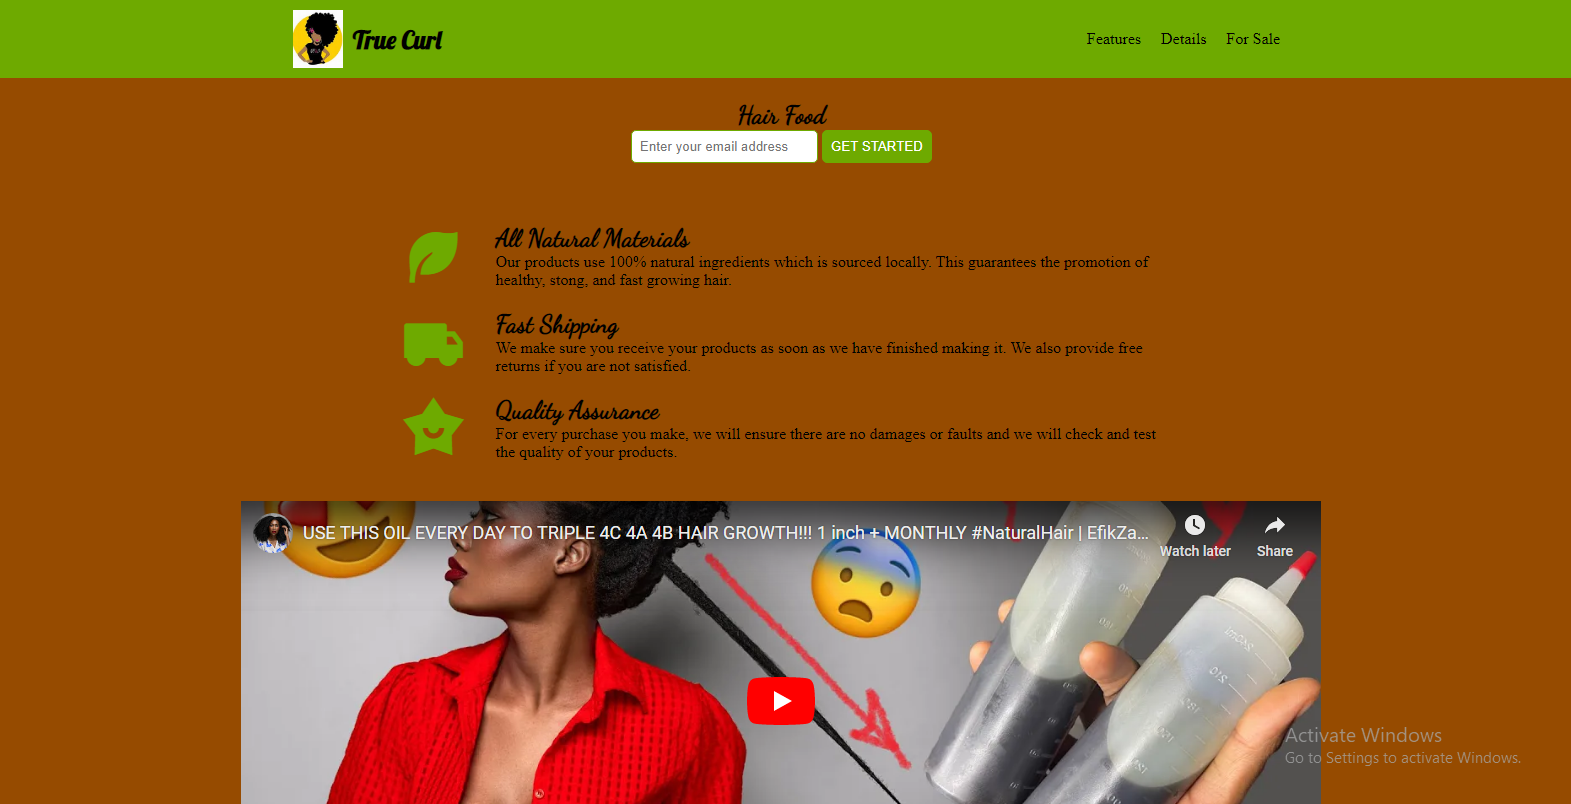 True Curl
Features Details For Sale
Hair Food
Enter your email address GET STARTED
All Natural Materials
Our products use 100% natural ingredients which is sourced locally. This guarantees the promotion of
healthy, stong, and fast growing hair.
Fast Shipping
We make sure you receive your products as soon as we have finished making it. We also provide free
returns if you are not satisfied.
Quality Assurance
For every purchase you make, we will ensure there are no damages or faults and we will check and test
the quality of your products.
USE THIS OIL EVERY DAY TO TRIPLE 4C 4A 4B HAIR GROWTH!!! 1 inch + MONTHLY #NaturalHair | EfikZa...
Watch later Share
Activate Windows
Go to Settings to activate Windows.